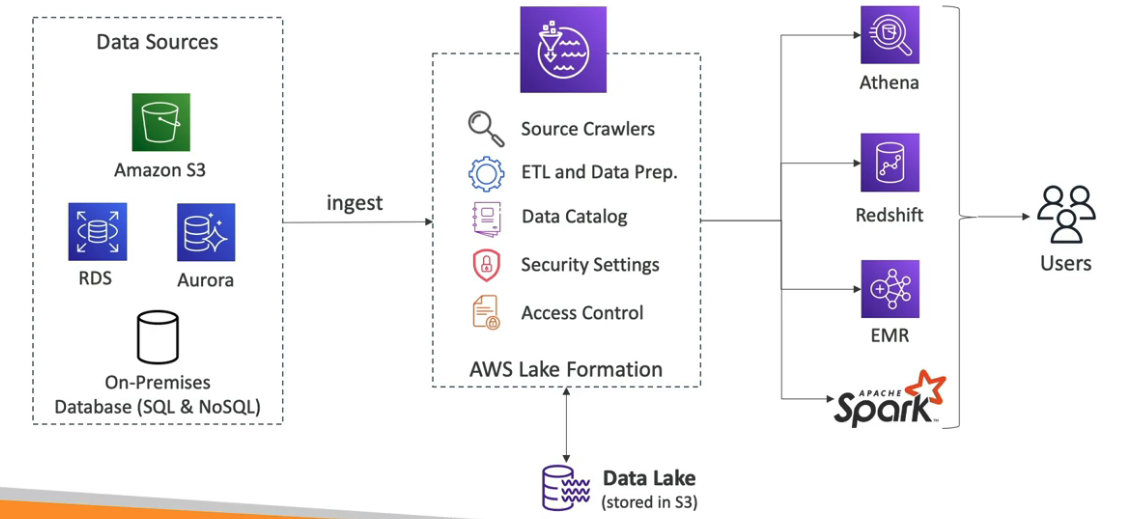 Data Sources
Amazon S3
RDS
Aurora
On-Premises
Database (SQL & NoSQL)
ingest
Source Crawlers
ETL and Data Prep.
Data Catalog
Security Settings
Access Control
AWS Lake Formation
Data Lake
(stored in S3)
Athena
Redshift
EMR
APACHE
Spark™
Users